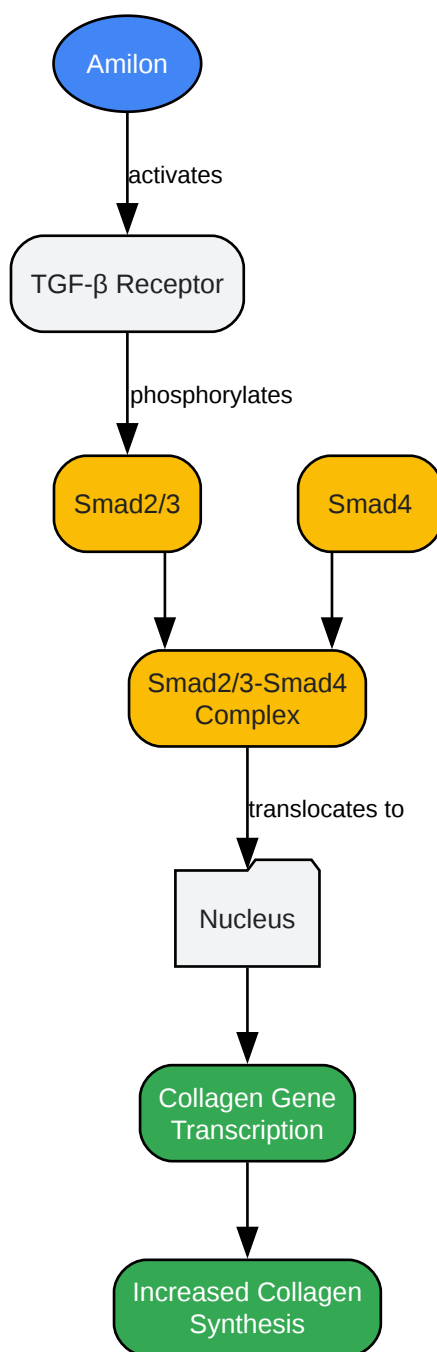 Amilon
activates
TGF-β Receptor
phosphorylates
Smad2/3
Smad4
Smad2/3-Smad4
Complex
translocates to
Nucleus
Collagen Gene
Transcription
Increased Collagen
Synthesis